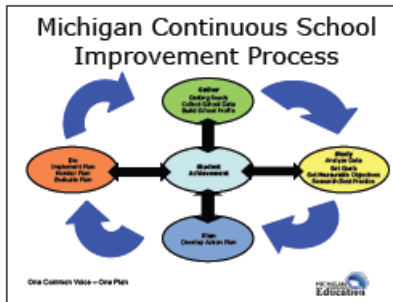 Michigan Continuous School
Improvement Process
Gather
Getting Ready
Collect School Data
Build School Profile
Do
Implement Plan
Monitor Plan
Evaluate Plan
Student
Achievement
Study
Analyze Data
Set Goals
Set Measurable Objectives
Research Best Practice
Plan
Develop Action Plan
One Common Voice – One Plan
MICHIGAN
Education